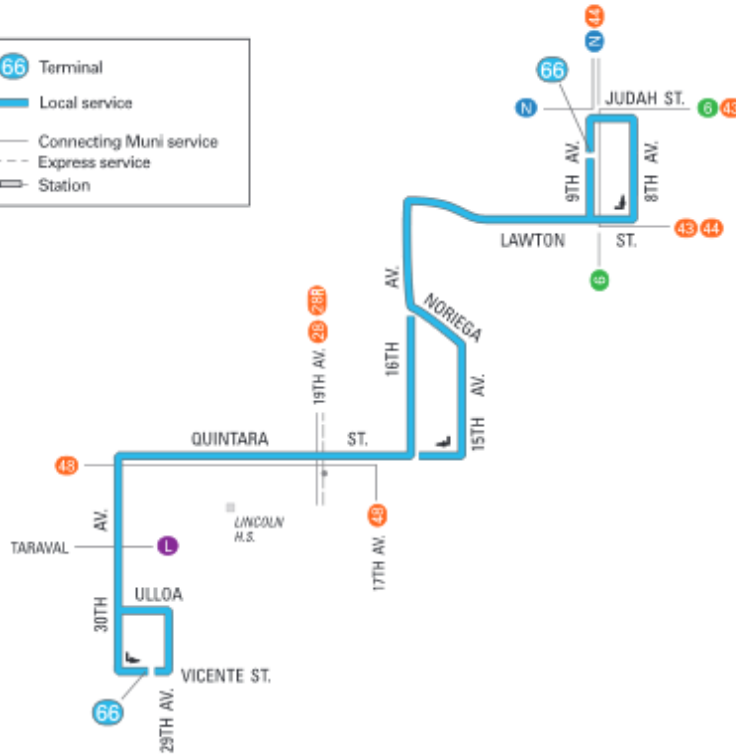 66 Terminal
Local service
Connecting Muni service
Express service
Station
44
N
66
N
JUDAH ST.
6 43
9TH AV.
8TH AV.
LAWTON ST.
43 44
6
16TH AV.
NORIEGA
15TH AV.
28 28R
19TH AV.
QUINTARA ST.
48
LINCOLN
H.S.
48
17TH AV.
TARAVAL
L
30TH AV.
ULLOA
VICENTE ST.
66
29TH AV.